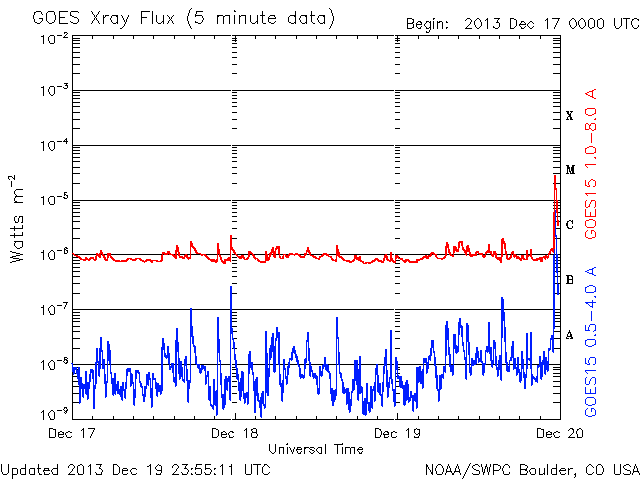 GOES Xray Flux (5 minute data)
Begin: 2013 Dec 17 0000 UTC
10-2
10-3
10-4
10-5
10-6
10-7
10-8
10-9
Watts m-2
X
M
C
B
A
GOES15 1.0-8.0 A
GOES15 0.5-4.0 A
Dec 17
Dec 18
Dec 19
Dec 20
Universal Time
Updated 2013 Dec 19 23:55:11 UTC
NOAA/SWPC Boulder, CO USA